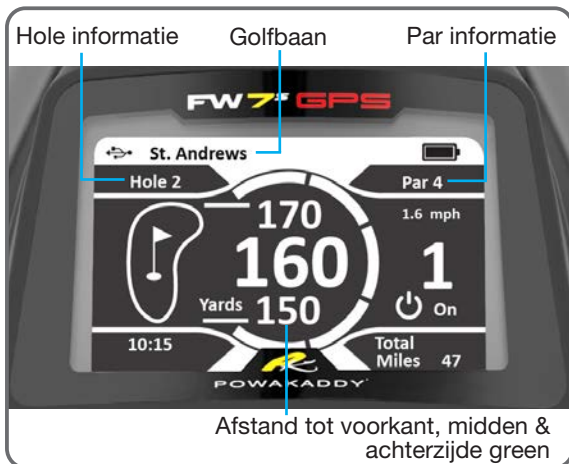 Hole informatie
Golfbaan
Par informatie
FW7s GPS
St. Andrews
Hole 2
Par 4
170
1.6 mph
160
1
Yards
150
On
10:15
Total
Miles 47
POWAKADDY
Afstand tot voorkant, midden &
achterzijde green